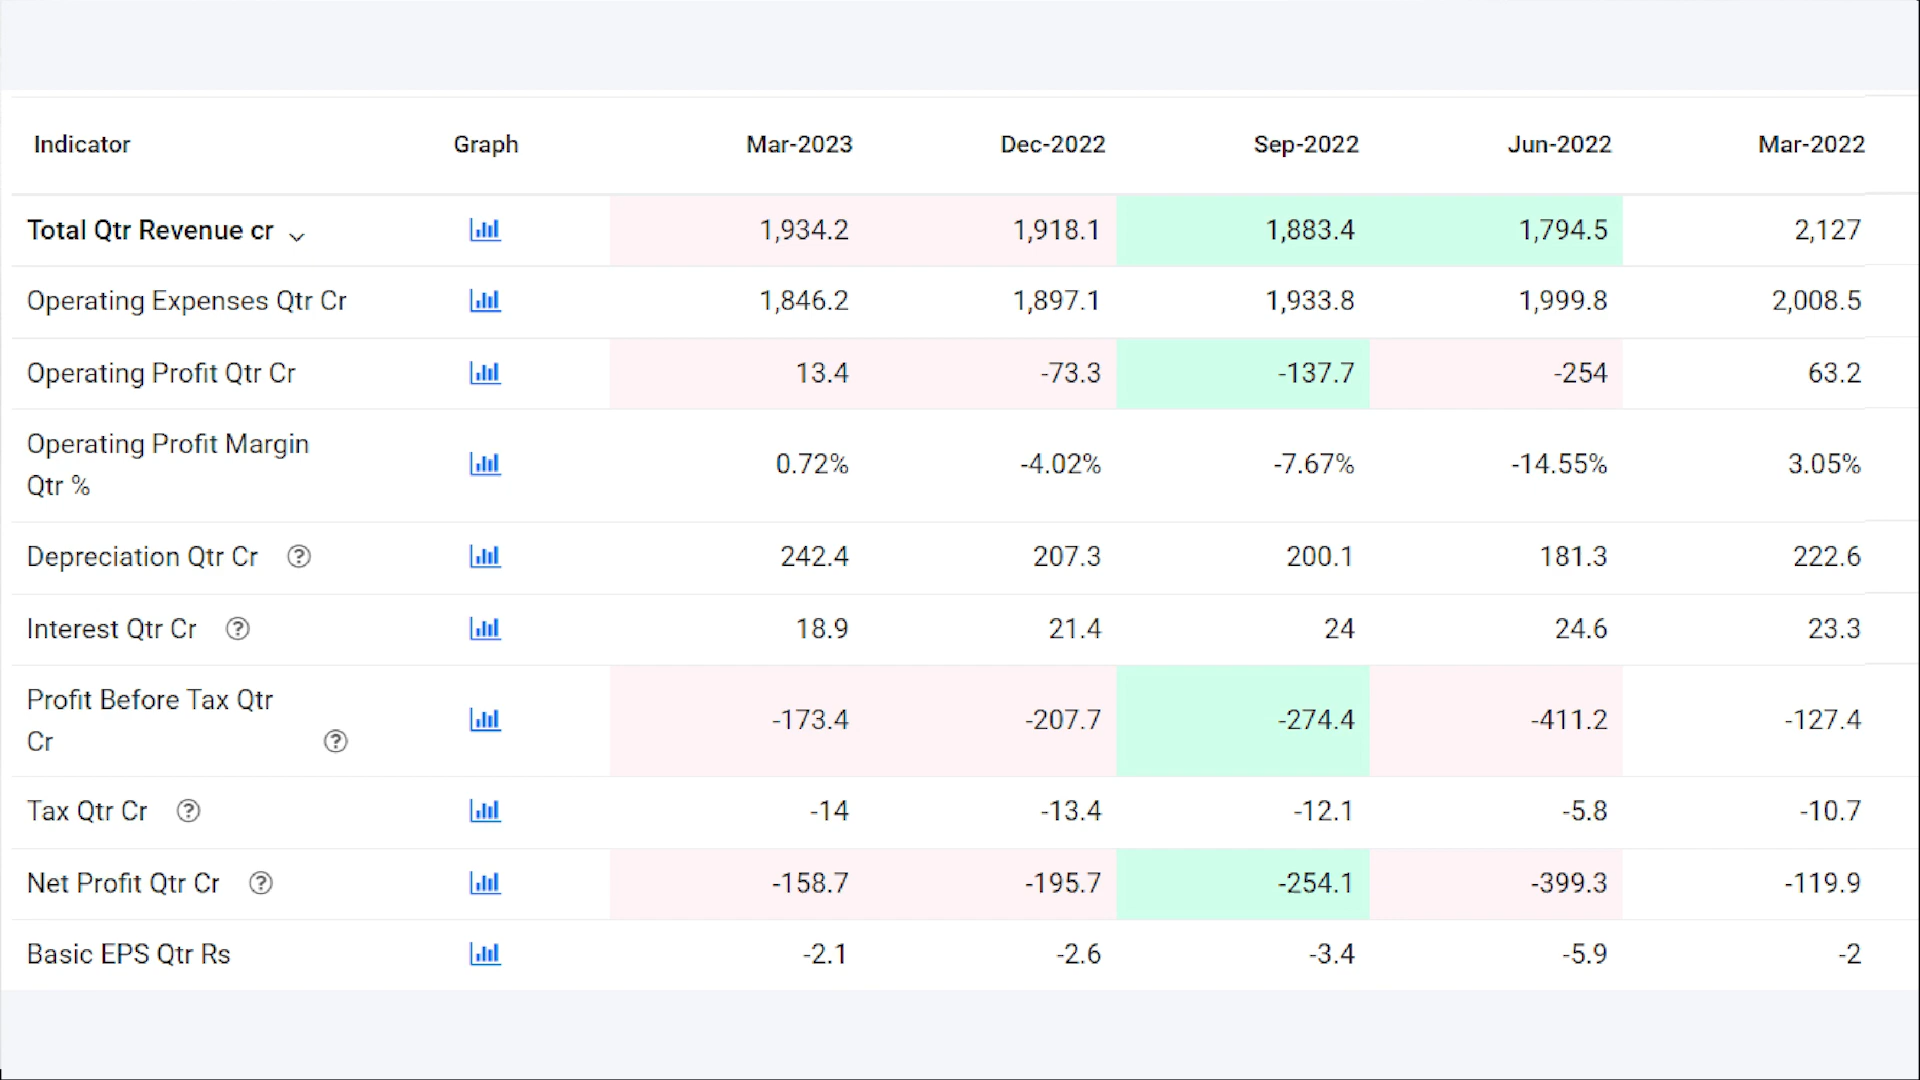 Indicator Graph Mar-2023 Dec-2022 Sep-2022 Jun-2022 Mar-2022
Total Qtr Revenue cr 1,934.2 1,918.1 1,883.4 1,794.5 2,127
Operating Expenses Qtr Cr 1,846.2 1,897.1 1,933.8 1,999.8 2,008.5
Operating Profit Qtr Cr 13.4 -73.3 -137.7 -254 63.2
Operating Profit Margin
Qtr % 0.72% -4.02% -7.67% -14.55% 3.05%
Depreciation Qtr Cr ? 242.4 207.3 200.1 181.3 222.6
Interest Qtr Cr ? 18.9 21.4 24 24.6 23.3
Profit Before Tax Qtr
Cr ? -173.4 -207.7 -274.4 -411.2 -127.4
Tax Qtr Cr ? -14 -13.4 -12.1 -5.8 -10.7
Net Profit Qtr Cr ? -158.7 -195.7 -254.1 -399.3 -119.9
Basic EPS Qtr Rs -2.1 -2.6 -3.4 -5.9 -2